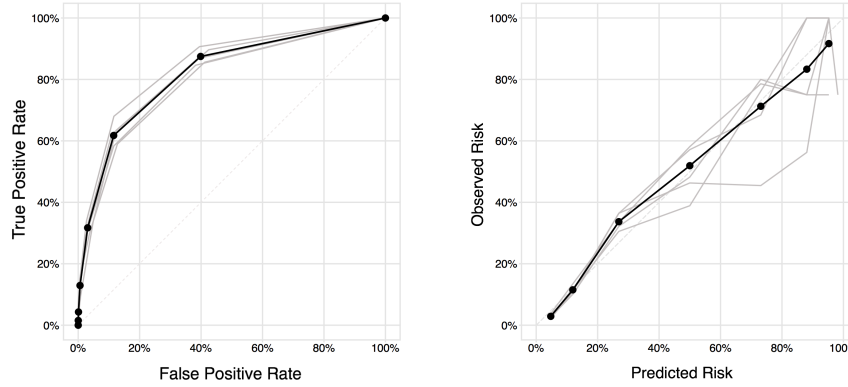 100%
80%
60%
40%
20%
0%
0% 20% 40% 60% 80% 100%
True Positive Rate
False Positive Rate
100%
80%
60%
40%
20%
0%
0% 20% 40% 60% 80% 100
Observed Risk
Predicted Risk